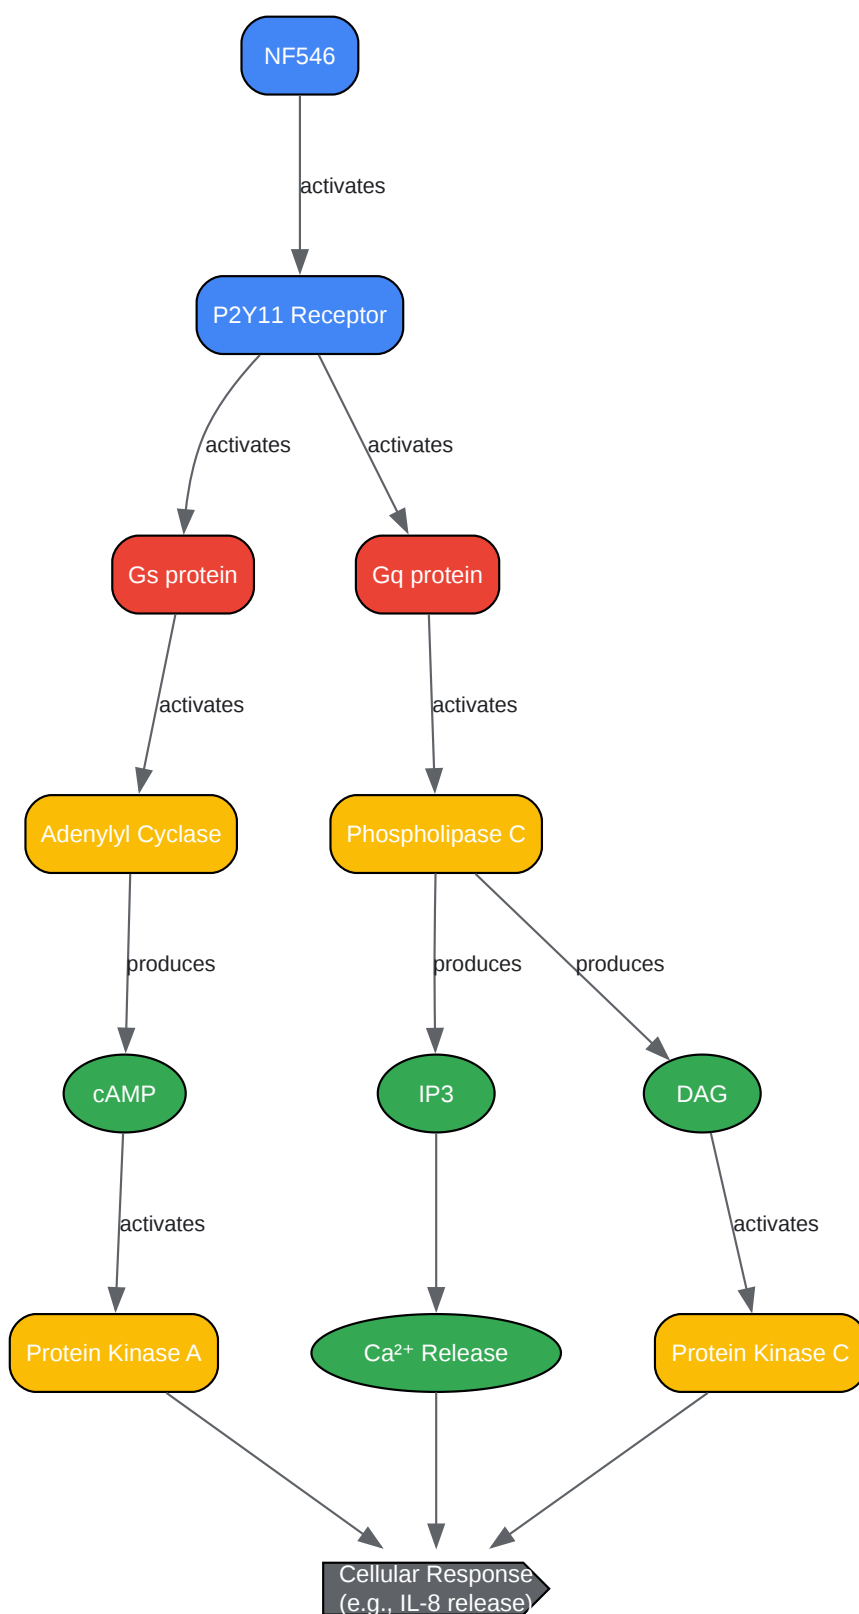 NF546
activates
P2Y11 Receptor
activates
activates
Gs protein
Gq protein
activates
activates
Adenylyl Cyclase
Phospholipase C
produces
produces
produces
cAMP
IP3
DAG
activates
activates
Protein Kinase A
Ca²⁺ Release
Protein Kinase C
Cellular Response
(e.g., IL-8 release)